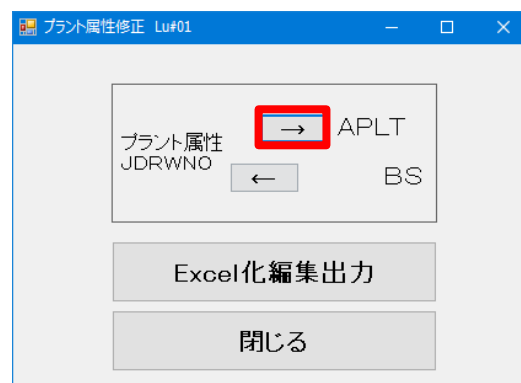 プラント属性修正 Lu#01
→ APLT
プラント属性
JDRWNO
← BS
Excel化編集出力
閉じる